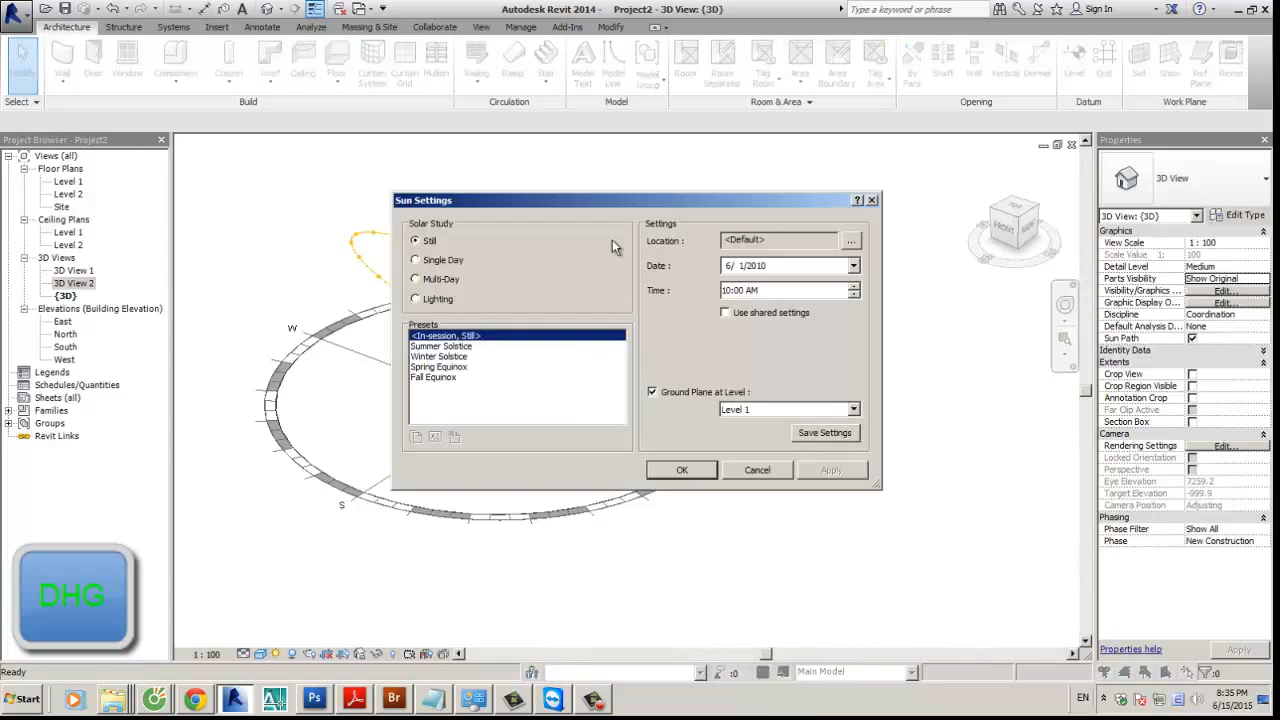 Autodesk Revit 2014 - Project2 - 3D View: {3D}
Type a keyword or phrase
Sign In
Architecture Structure Systems Insert Annotate Analyze Massing & Site Collaborate View Manage Add-Ins Modify
Modify Wall Door Window Component Column Roof Ceiling Floor Curtain System Curtain Grid Mullion Railing Ramp Stair Model Text Model Line Model Group Room Room Separator Tag Room Area Area Boundary Tag Area By Face Shaft Wall Vertical Dormer Level Grid Set Show Ref Plane Viewer
Select Build Circulation Model Room & Area Opening Datum Work Plane
Project Browser - Project2
Views (all)
Floor Plans
Level 1
Level 2
Site
Ceiling Plans
Level 1
Level 2
3D Views
3D View 1
3D View 2
{3D}
Elevations (Building Elevation)
East
North
South
West
Legends
Schedules/Quantities
Sheets (all)
Families
Groups
Revit Links
W
S
TOP
FRONT
RIGHT
Sun Settings
Solar Study
Still
Single Day
Multi-Day
Lighting
Presets
<In-session, Still>
Summer Solstice
Winter Solstice
Spring Equinox
Fall Equinox
Settings
Location : <Default> ...
Date : 6/ 1/2010
Time : 10:00 AM
Use shared settings
Ground Plane at Level :
Level 1
Save Settings
OK Cancel Apply
Properties
3D View
3D View: {3D} Edit Type
Graphics
View Scale 1 : 100
Scale Value 1: 100
Detail Level Medium
Parts Visibility Show Original
Visibility/Graphics Edit...
Graphic Display O... Edit...
Discipline Coordination
Default Analysis D... None
Sun Path
Identity Data
Extents
Crop View
Crop Region Visible
Annotation Crop
Far Clip Active
Section Box
Camera
Rendering Settings Edit...
Locked Orientation
Perspective
Eye Elevation 7259.2
Target Elevation -999.9
Camera Position Adjusting
Phasing
Phase Filter Show All
Phase New Construction
Properties help Apply
DHG
1 : 100
Ready
:0
Main Model
:0
Start
Ps
Br
EN
8:35 PM
6/15/2015